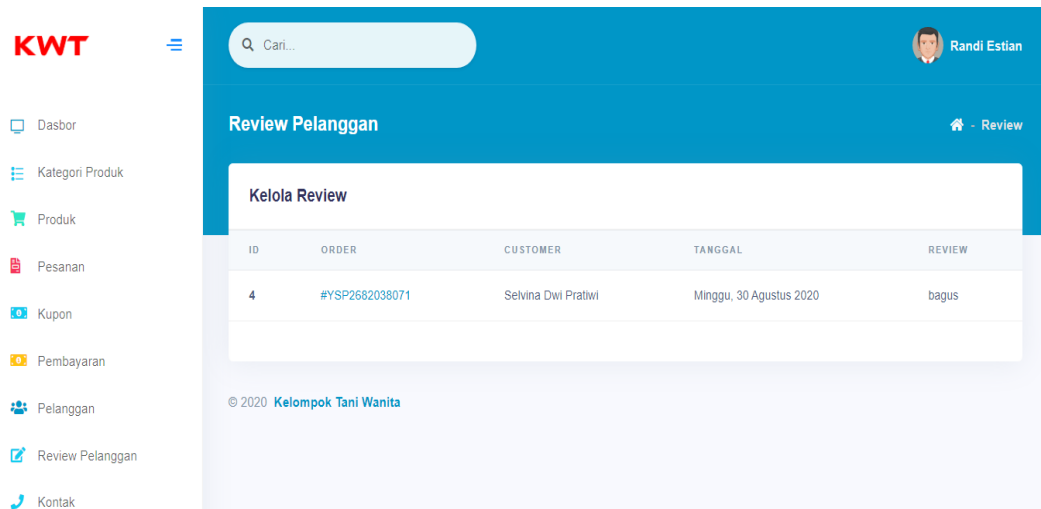 KWT
Cari...
Randi Estian
Dasbor
Kategori Produk
Produk
Pesanan
Kupon
Pembayaran
Pelanggan
Review Pelanggan
Kontak
Review Pelanggan
- Review
Kelola Review
ID ORDER CUSTOMER TANGGAL REVIEW
4 #YSP2682038071 Selvina Dwi Pratiwi Minggu, 30 Agustus 2020 bagus
© 2020 Kelompok Tani Wanita